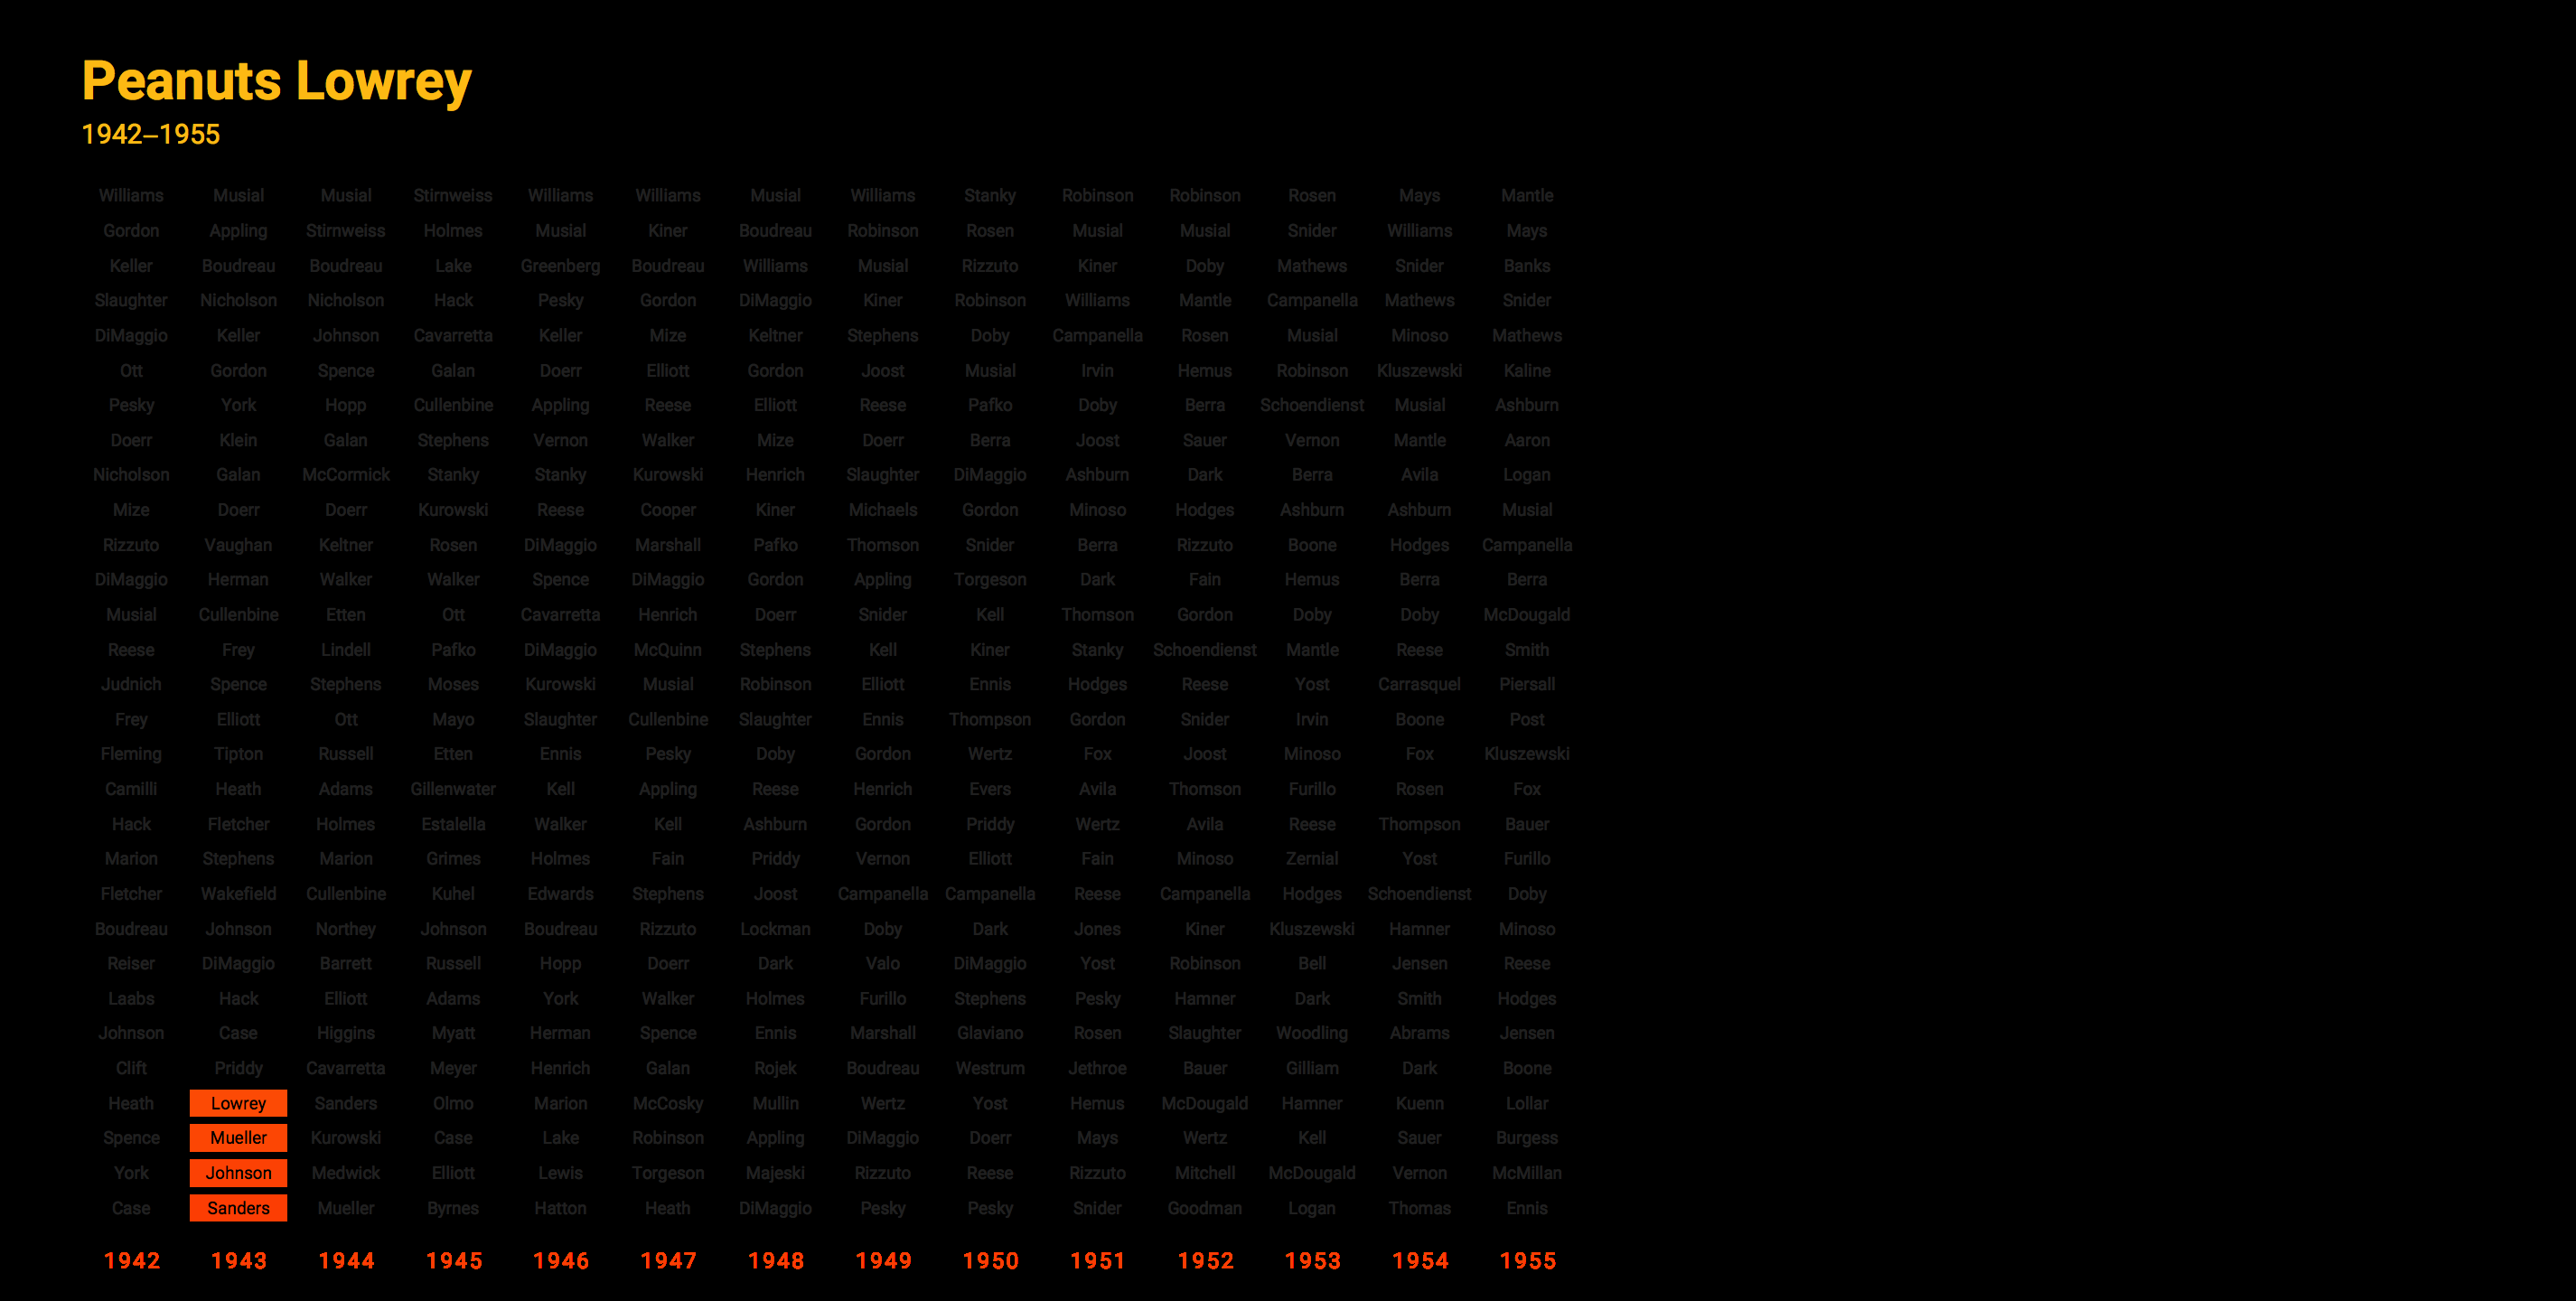 Peanuts Lowrey
1942–1955
Williams Musial Musial Stirnweiss Williams Williams Musial Williams Stanky Robinson Robinson Rosen Mays Mantle
Gordon Appling Stirnweiss Holmes Musial Kiner Boudreau Robinson Rosen Musial Musial Snider Williams Mays
Keller Boudreau Boudreau Lake Greenberg Boudreau Williams Musial Rizzuto Kiner Doby Mathews Snider Banks
Slaughter Nicholson Nicholson Hack Pesky Gordon DiMaggio Kiner Robinson Williams Mantle Campanella Mathews Snider
DiMaggio Keller Johnson Cavarretta Keller Mize Keltner Stephens Doby Campanella Rosen Musial Minoso Mathews
Ott Gordon Spence Galan Doerr Elliott Gordon Joost Musial Irvin Hemus Robinson Kluszewski Kaline
Pesky York Hopp Cullenbine Appling Reese Elliott Reese Pafko Doby Berra Schoendienst Musial Ashburn
Doerr Klein Galan Stephens Vernon Walker Mize Doerr Berra Joost Sauer Vernon Mantle Aaron
Nicholson Galan McCormick Stanky Stanky Kurowski Henrich Slaughter DiMaggio Ashburn Dark Berra Avila Logan
Mize Doerr Doerr Kurowski Reese Cooper Kiner Michaels Gordon Minoso Hodges Ashburn Ashburn Musial
Rizzuto Vaughan Keltner Rosen DiMaggio Marshall Pafko Thomson Snider Berra Rizzuto Boone Hodges Campanella
DiMaggio Herman Walker Walker Spence DiMaggio Gordon Appling Torgeson Dark Fain Hemus Berra Berra
Musial Cullenbine Etten Ott Cavarretta Henrich Doerr Snider Kell Thomson Gordon Doby Doby McDougald
Reese Frey Lindell Pafko DiMaggio McQuinn Stephens Kell Kiner Stanky Schoendienst Mantle Reese Smith
Judnich Spence Stephens Moses Kurowski Musial Robinson Elliott Ennis Hodges Reese Yost Carrasquel Piersall
Frey Elliott Ott Mayo Slaughter Cullenbine Slaughter Ennis Thompson Gordon Snider Irvin Boone Post
Fleming Tipton Russell Etten Ennis Pesky Doby Gordon Wertz Fox Joost Minoso Fox Kluszewski
Camilli Heath Adams Gillenwater Kell Appling Reese Henrich Evers Avila Thomson Furillo Rosen Fox
Hack Fletcher Holmes Estalella Walker Kell Ashburn Gordon Priddy Wertz Avila Reese Thompson Bauer
Marion Stephens Marion Grimes Holmes Fain Priddy Vernon Elliott Fain Minoso Zernial Yost Furillo
Fletcher Wakefield Cullenbine Kuhel Edwards Stephens Joost Campanella Campanella Reese Campanella Hodges Schoendienst Doby
Boudreau Johnson Northey Johnson Boudreau Rizzuto Lockman Doby Dark Jones Kiner Kluszewski Hamner Minoso
Reiser DiMaggio Barrett Russell Hopp Doerr Dark Valo DiMaggio Yost Robinson Bell Jensen Reese
Laabs Hack Elliott Adams York Walker Holmes Furillo Stephens Pesky Hamner Dark Smith Hodges
Johnson Case Higgins Myatt Herman Spence Ennis Marshall Glaviano Rosen Slaughter Woodling Abrams Jensen
Clift Priddy Cavarretta Meyer Henrich Galan Rojek Boudreau Westrum Jethroe Bauer Gilliam Dark Boone
Heath Lowrey Sanders Olmo Marion McCosky Mullin Wertz Yost Hemus McDougald Hamner Kuenn Lollar
Spence Mueller Kurowski Case Lake Robinson Appling DiMaggio Doerr Mays Wertz Kell Sauer Burgess
York Johnson Medwick Elliott Lewis Torgeson Majeski Rizzuto Reese Rizzuto Mitchell McDougald Vernon McMillan
Case Sanders Mueller Byrnes Hatton Heath DiMaggio Pesky Pesky Snider Goodman Logan Thomas Ennis
1942 1943 1944 1945 1946 1947 1948 1949 1950 1951 1952 1953 1954 1955